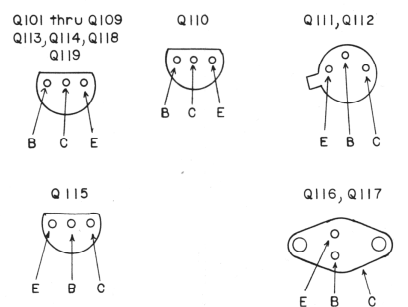 Q101 thru Q109
Q113, Q114, Q118
Q119
B C E
Q110
B C E
Q111, Q112
E B C
Q115
E B C
Q116, Q117
E B C